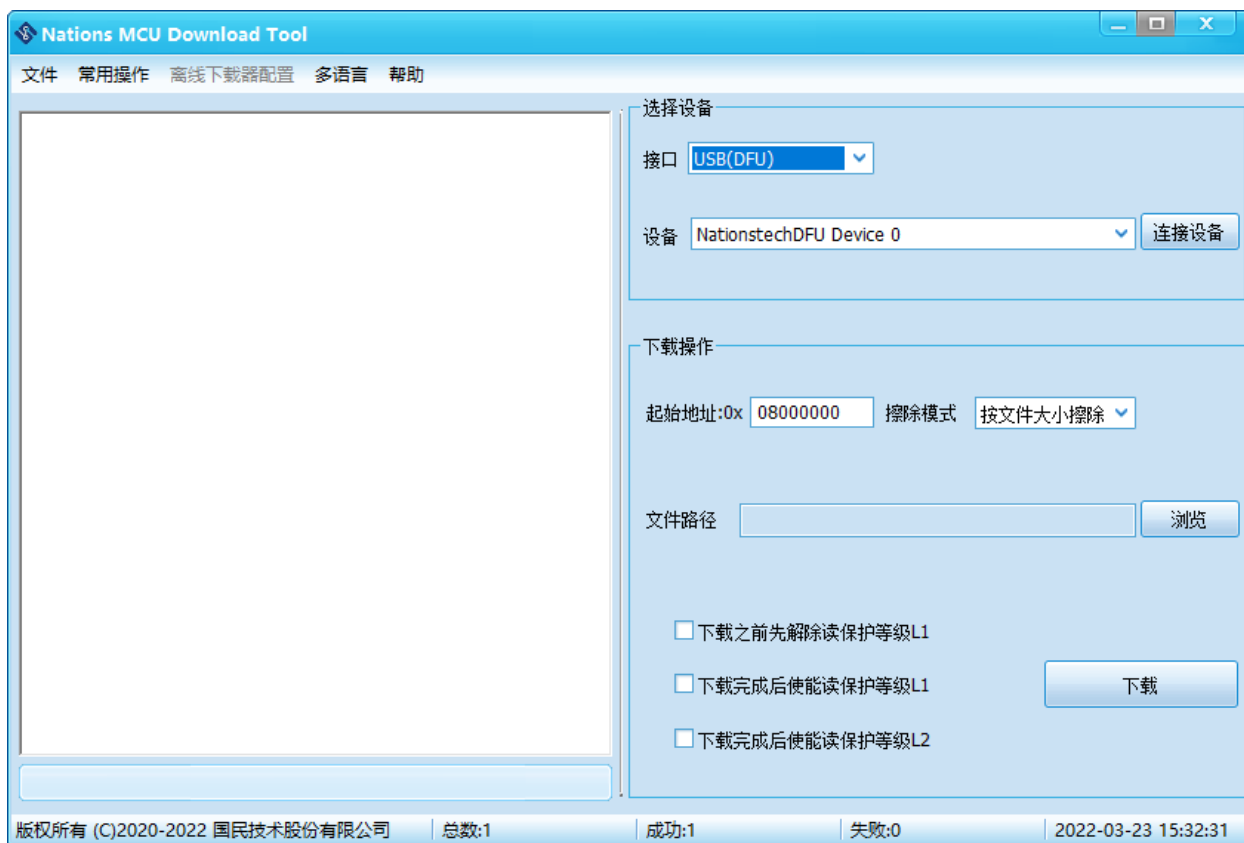 Nations MCU Download Tool
文件 常用操作 离线下载器配置 多语言 帮助
选择设备
接口 USB(DFU)
设备 NationstechDFU Device 0 连接设备
下载操作
起始地址:0x 08000000 擦除模式 按文件大小擦除
文件路径 浏览
下载之前先解除读保护等级L1
下载完成后使能读保护等级L1 下载
下载完成后使能读保护等级L2
版权所有 (C)2020-2022 国民技术股份有限公司 总数:1 成功:1 失败:0 2022-03-23 15:32:31